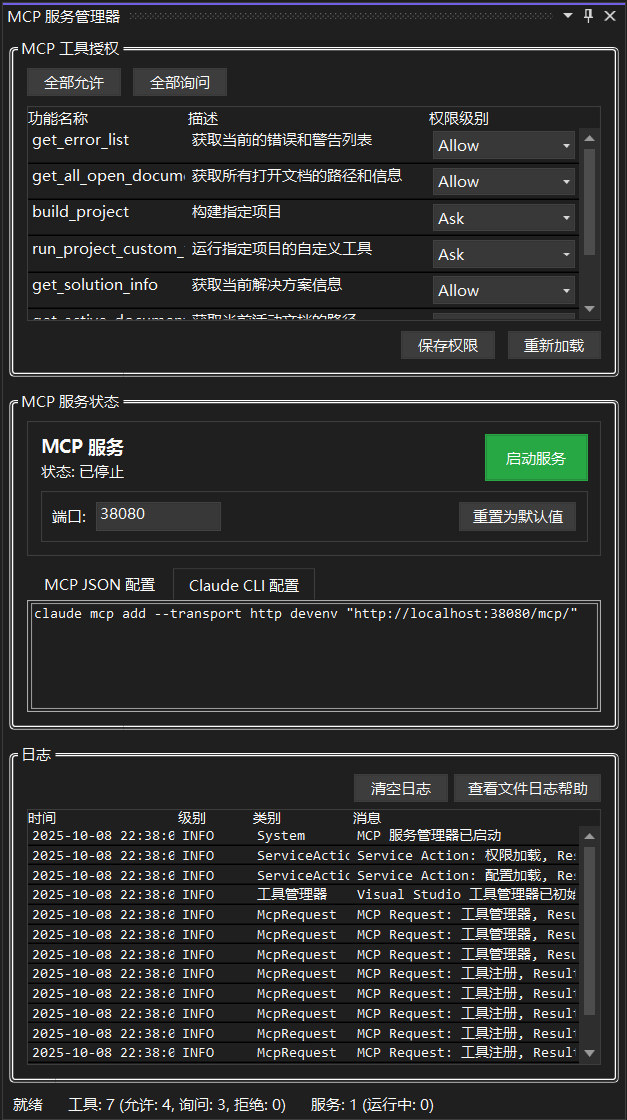 MCP 服务管理器
MCP 工具授权
全部允许 全部询问
功能名称 描述 权限级别
get_error_list 获取当前的错误和警告列表 Allow
get_all_open_docume 获取所有打开文档的路径和信息 Allow
build_project 构建指定项目 Ask
run_project_custom_ 运行指定项目的自定义工具 Ask
get_solution_info 获取当前解决方案信息 Allow
get_active_document 获取当前活动文档的路径
保存权限 重新加载
MCP 服务状态
MCP 服务
启动服务
状态: 已停止
端口: 38080 重置为默认值
MCP JSON 配置 Claude CLI 配置
claude mcp add --transport http devenv "http://localhost:38080/mcp/"
日志
清空日志 查看文件日志帮助
时间 级别 类别 消息
2025-10-08 22:38:0 INFO System MCP 服务管理器已启动
2025-10-08 22:38:0 INFO ServiceActic Service Action: 权限加载, Res
2025-10-08 22:38:0 INFO ServiceActic Service Action: 配置加载, Res
2025-10-08 22:38:0 INFO 工具管理器 Visual Studio 工具管理器已初始
2025-10-08 22:38:0 INFO McpRequest MCP Request: 工具管理器, Resu
2025-10-08 22:38:0 INFO McpRequest MCP Request: 工具管理器, Resu
2025-10-08 22:38:0 INFO McpRequest MCP Request: 工具管理器, Resu
2025-10-08 22:38:0 INFO McpRequest MCP Request: 工具注册, Result
2025-10-08 22:38:0 INFO McpRequest MCP Request: 工具注册, Result
2025-10-08 22:38:0 INFO McpRequest MCP Request: 工具注册, Result
2025-10-08 22:38:0 INFO McpRequest MCP Request: 工具注册, Result
2025-10-08 22:38:0 INFO McpRequest MCP Request: 工具注册, Result
就绪 工具: 7 (允许: 4, 询问: 3, 拒绝: 0) 服务: 1 (运行中: 0)